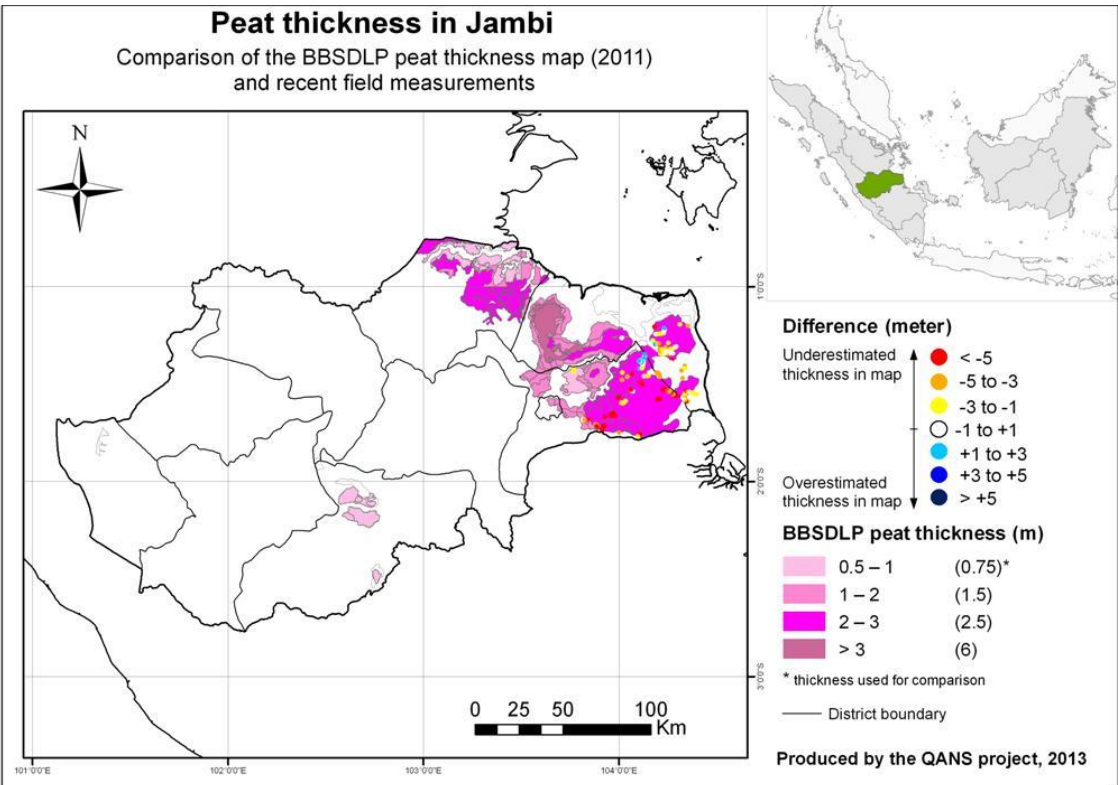 Peat thickness in Jambi
Comparison of the BBSDLP peat thickness map (2011)
and recent field measurements
N
1°0'0"S
2°0'0"S
3°0'0"S
101°0'0"E
102°0'0"E
103°0'0"E
104°0'0"E
0 25 50 100
Km
Difference (meter)
Underestimated
thickness in map
< -5
-5 to -3
-3 to -1
-1 to +1
+1 to +3
+3 to +5
> +5
Overestimated
thickness in map
BBSDLP peat thickness (m)
0.5 – 1 (0.75)*
1 – 2 (1.5)
2 – 3 (2.5)
> 3 (6)
* thickness used for comparison
District boundary
Produced by the QANS project, 2013